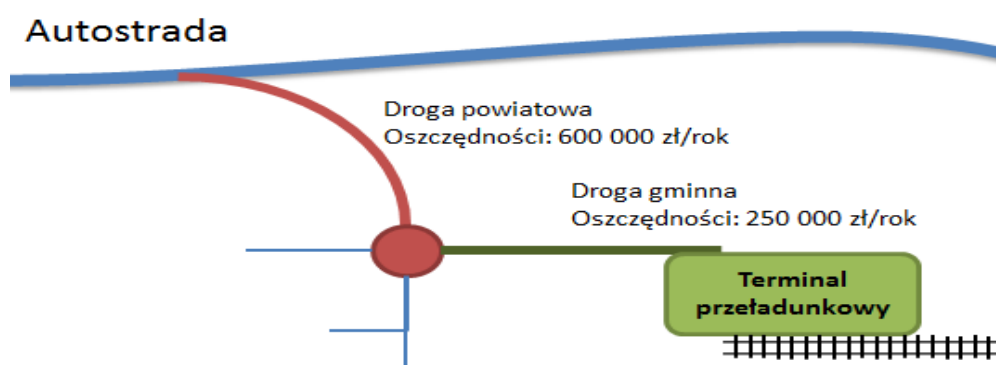 Autostrada
Droga powiatowa
Oszczędności: 600 000 zł/rok
Droga gminna
Oszczędności: 250 000 zł/rok
Terminal
przeładunkowy